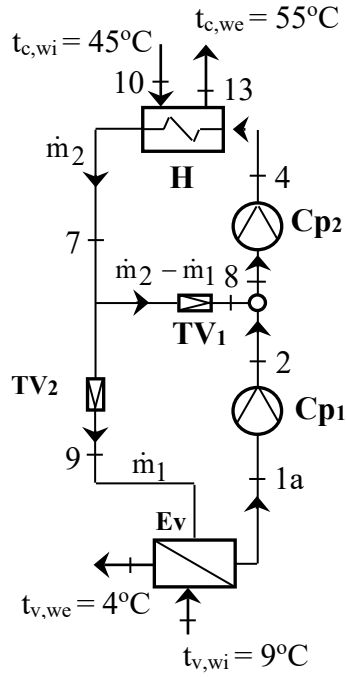 t_c,wi = 45°C
t_c,we = 55°C
10
13
H
ṁ₂
4
Cp₂
7
ṁ₂ − ṁ₁
8
TV₁
2
TV₂
Cp₁
9
ṁ₁
1a
Ev
t_v,we = 4°C
t_v,wi = 9°C